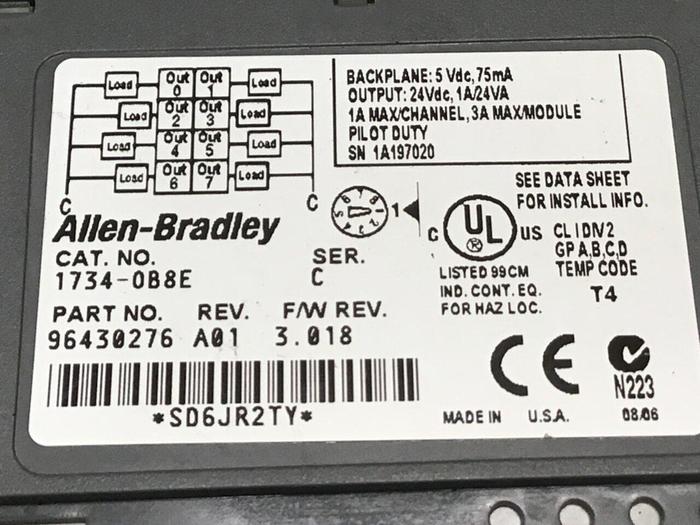 Load Out 0 Out 1 Load
Load Out 2 Out 3 Load
Load Out 4 Out 5 Load
Load Out 6 Out 7 Load
C C
BACKPLANE: 5 Vdc, 75mA
OUTPUT: 24Vdc, 1A/24VA
1A MAX/CHANNEL, 3A MAX/MODULE
PILOT DUTY
SN 1A197020
1
Allen-Bradley
CAT. NO. SER.
1734-OB8E C
PART NO. REV. F/W REV.
96430276 A01 3.018
*SD6JR2TY*
SEE DATA SHEET
FOR INSTALL INFO.
C UL ® US
CL I DIV2
GP A,B,C,D
TEMP CODE
T4
LISTED 99CM
IND. CONT. EQ.
FOR HAZ LOC.
CE
N223
MADE IN U.S.A. 08.06